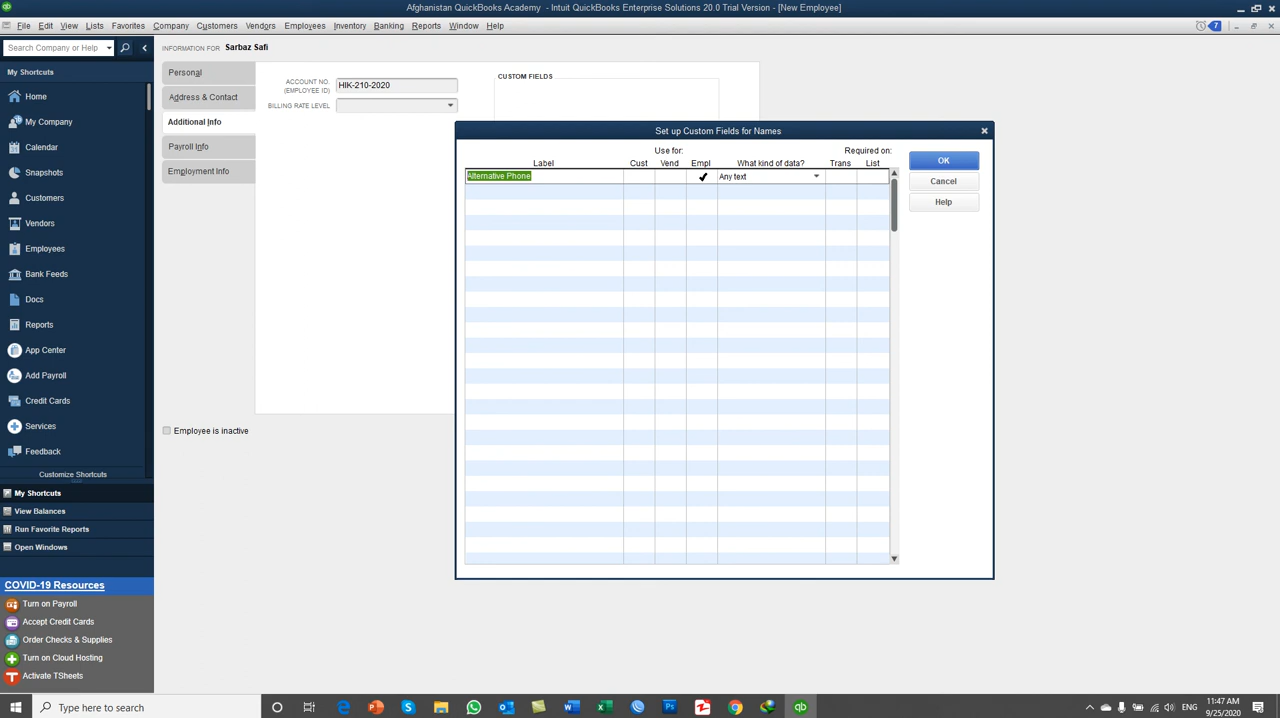 Afghanistan QuickBooks Academy - Intuit QuickBooks Enterprise Solutions 20.0 Trial Version - [New Employee]
File Edit View Lists Favorites Company Customers Vendors Employees Inventory Banking Reports Window Help
7
Search Company or Help
My Shortcuts
Home
My Company
Calendar
Snapshots
Customers
Vendors
Employees
Bank Feeds
Docs
Reports
App Center
Add Payroll
Credit Cards
Services
Feedback
Customize Shortcuts
My Shortcuts
View Balances
Run Favorite Reports
Open Windows
COVID-19 Resources
Turn on Payroll
Accept Credit Cards
Order Checks & Supplies
Turn on Cloud Hosting
Activate TSheets
INFORMATION FOR Sarbaz Safi
Personal
Address & Contact
Additional Info
Payroll Info
Employment Info
ACCOUNT NO. (EMPLOYEE ID) HIK-210-2020
BILLING RATE LEVEL
CUSTOM FIELDS
Employee is inactive
Set up Custom Fields for Names
Use for: Required on:
Label Cust Vend Empl What kind of data? Trans List
Alternative Phone Any text
OK
Cancel
Help
Type here to search
ENG
11:47 AM
9/25/2020